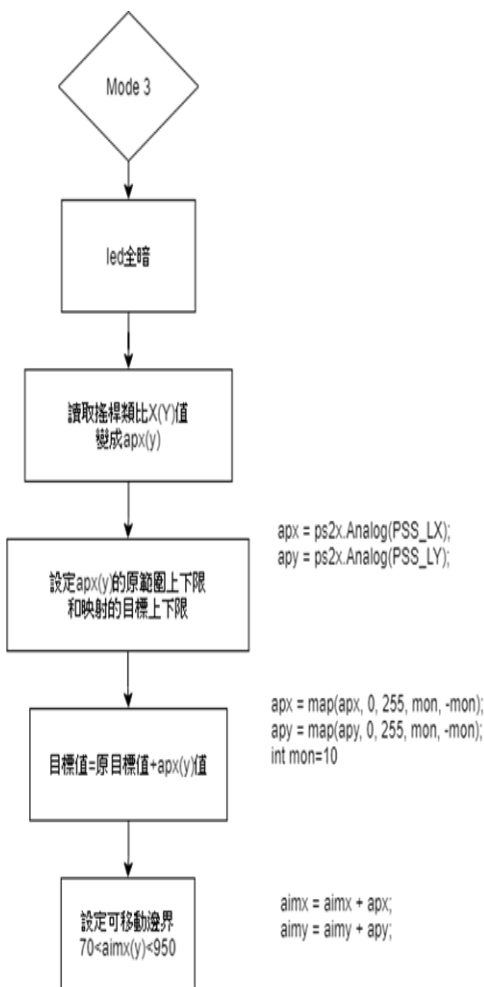 Mode 3
led全暗
讀取搖桿類比X(Y)值
變成apx(y)
apx = ps2x.Analog(PSS_LX);
apy = ps2x.Analog(PSS_LY);
設定apx(y)的原範圍上下限
和映射的目標上下限
apx = map(apx, 0, 255, mon, -mon);
apy = map(apy, 0, 255, mon, -mon);
int mon=10
目標值=原目標值+apx(y)值
aimx = aimx + apx;
aimy = aimy + apy;
設定可移動邊界
70<aimx(y)<950